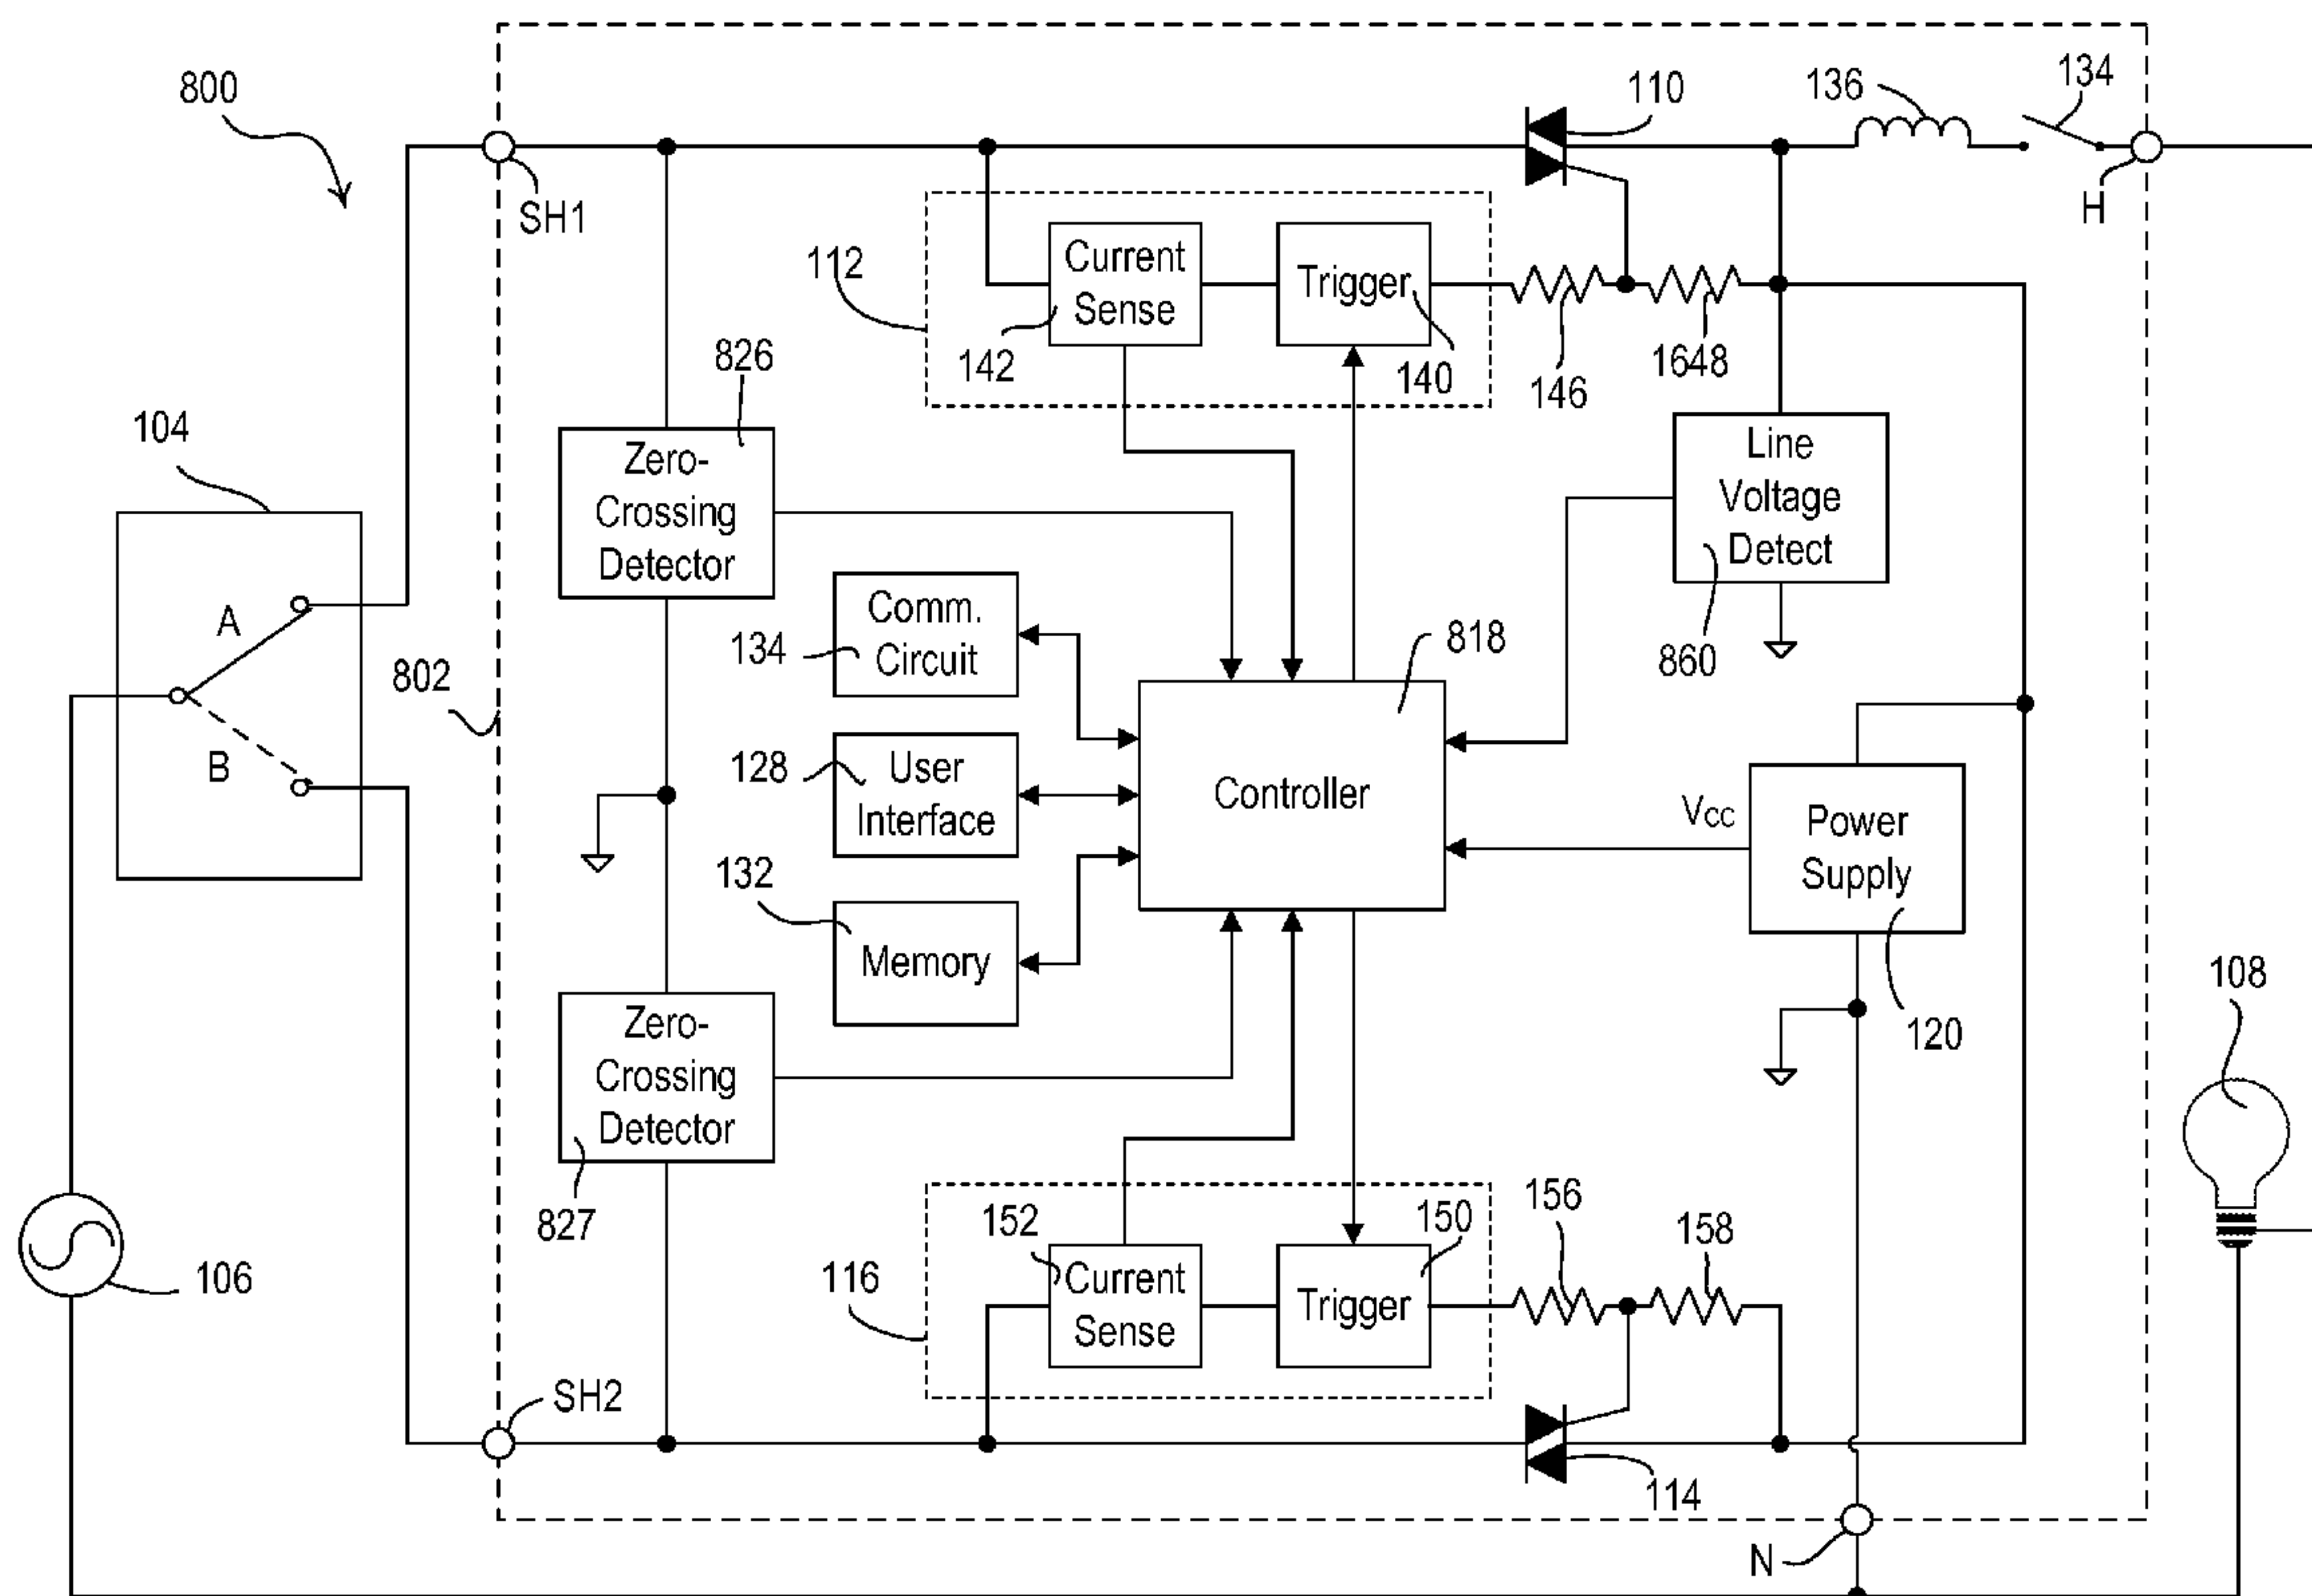 800
110
136
134
SH1
H
112
Current
Sense
Trigger
142
140
146
1648
826
104
Zero-
Crossing
Detector
Line
Voltage
Detect
A
Comm.
Circuit
134
818
860
802
B
128
User
Interface
Controller
VCC
Power
Supply
132
Memory
108
120
Zero-
Crossing
Detector
827
152
150
156
158
106
116
Current
Sense
Trigger
SH2
114
N